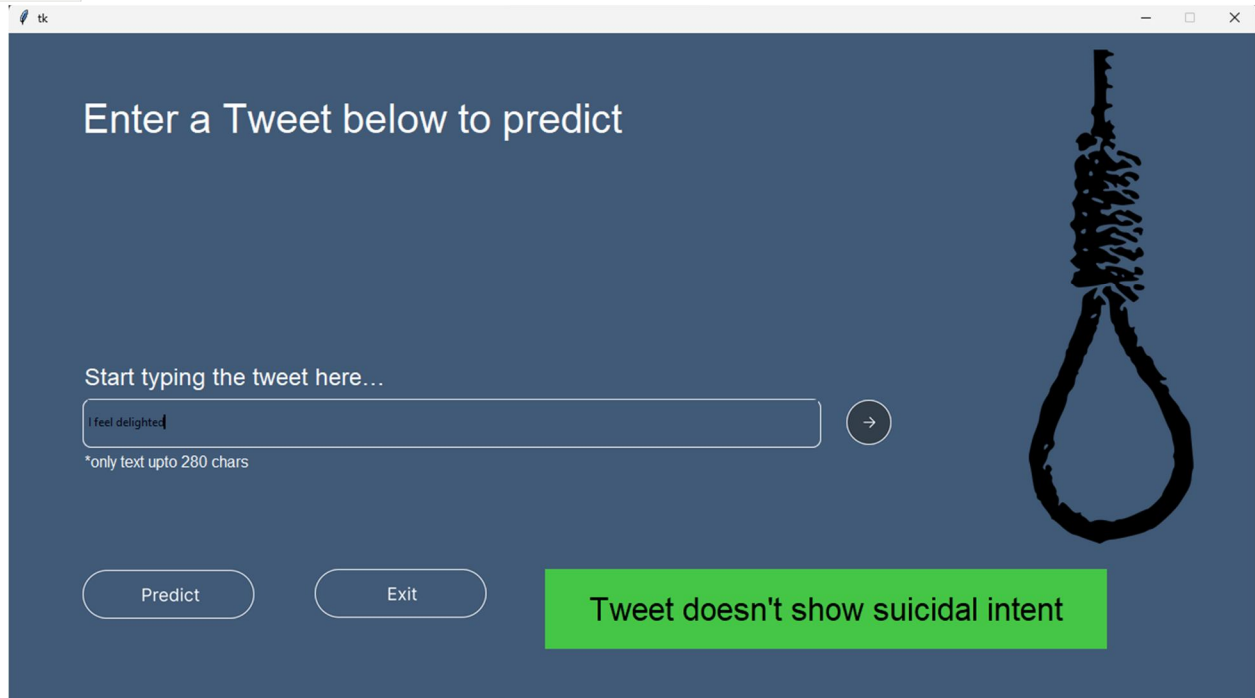 tk
Enter a Tweet below to predict
Start typing the tweet here...
I feel delighted
*only text upto 280 chars
Predict
Exit
Tweet doesn't show suicidal intent